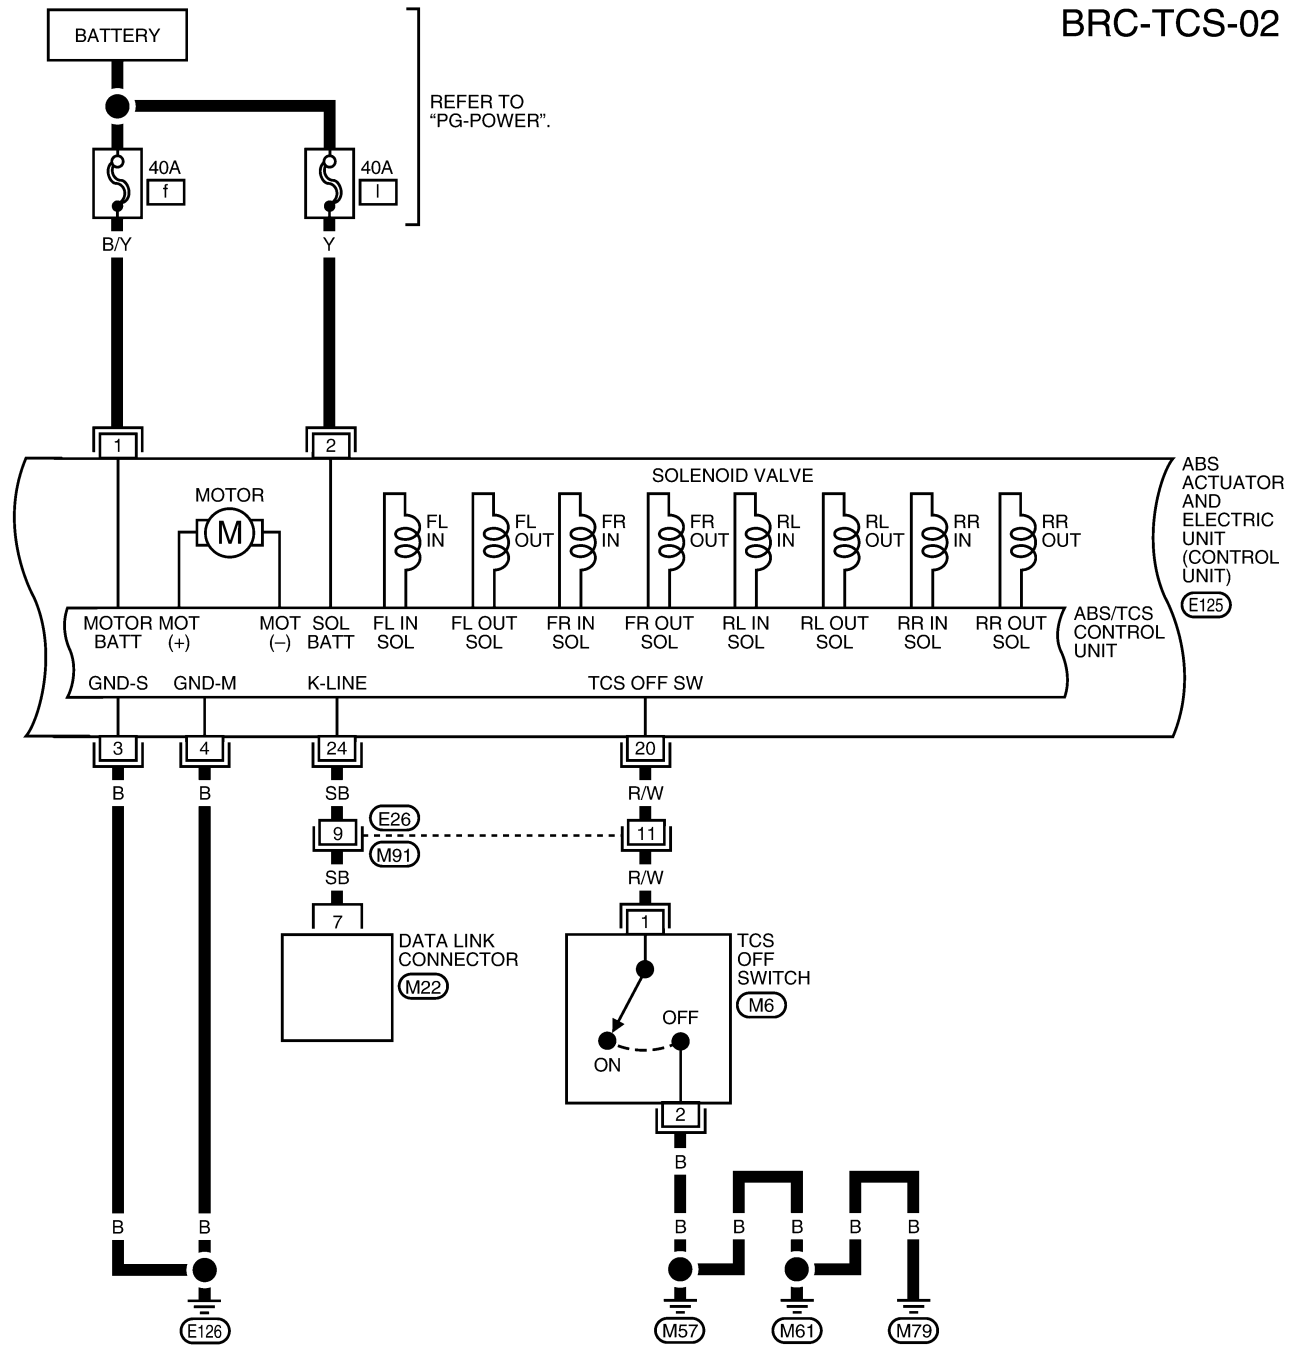 BRC-TCS-02
BATTERY
REFER TO
“PG-POWER”.
40A
f
40A
l
B/Y
Y
1
2
SOLENOID VALVE
MOTOR
M
FL
IN
FL
OUT
FR
IN
FR
OUT
RL
IN
RL
OUT
RR
IN
RR
OUT
ABS
ACTUATOR
AND
ELECTRIC
UNIT
(CONTROL
UNIT)
E125
MOTOR
BATT
MOT
(+)
MOT
(–)
SOL
BATT
FL IN
SOL
FL OUT
SOL
FR IN
SOL
FR OUT
SOL
RL IN
SOL
RL OUT
SOL
RR IN
SOL
RR OUT
SOL
ABS/TCS
CONTROL
UNIT
GND-S
GND-M
K-LINE
TCS OFF SW
3
4
24
20
B
B
SB
R/W
9
E26
M91
11
SB
R/W
7
1
DATA LINK
CONNECTOR
M22
TCS
OFF
SWITCH
M6
OFF
ON
2
B
B
B
B
B
B
B
B
E126
M57
M61
M79